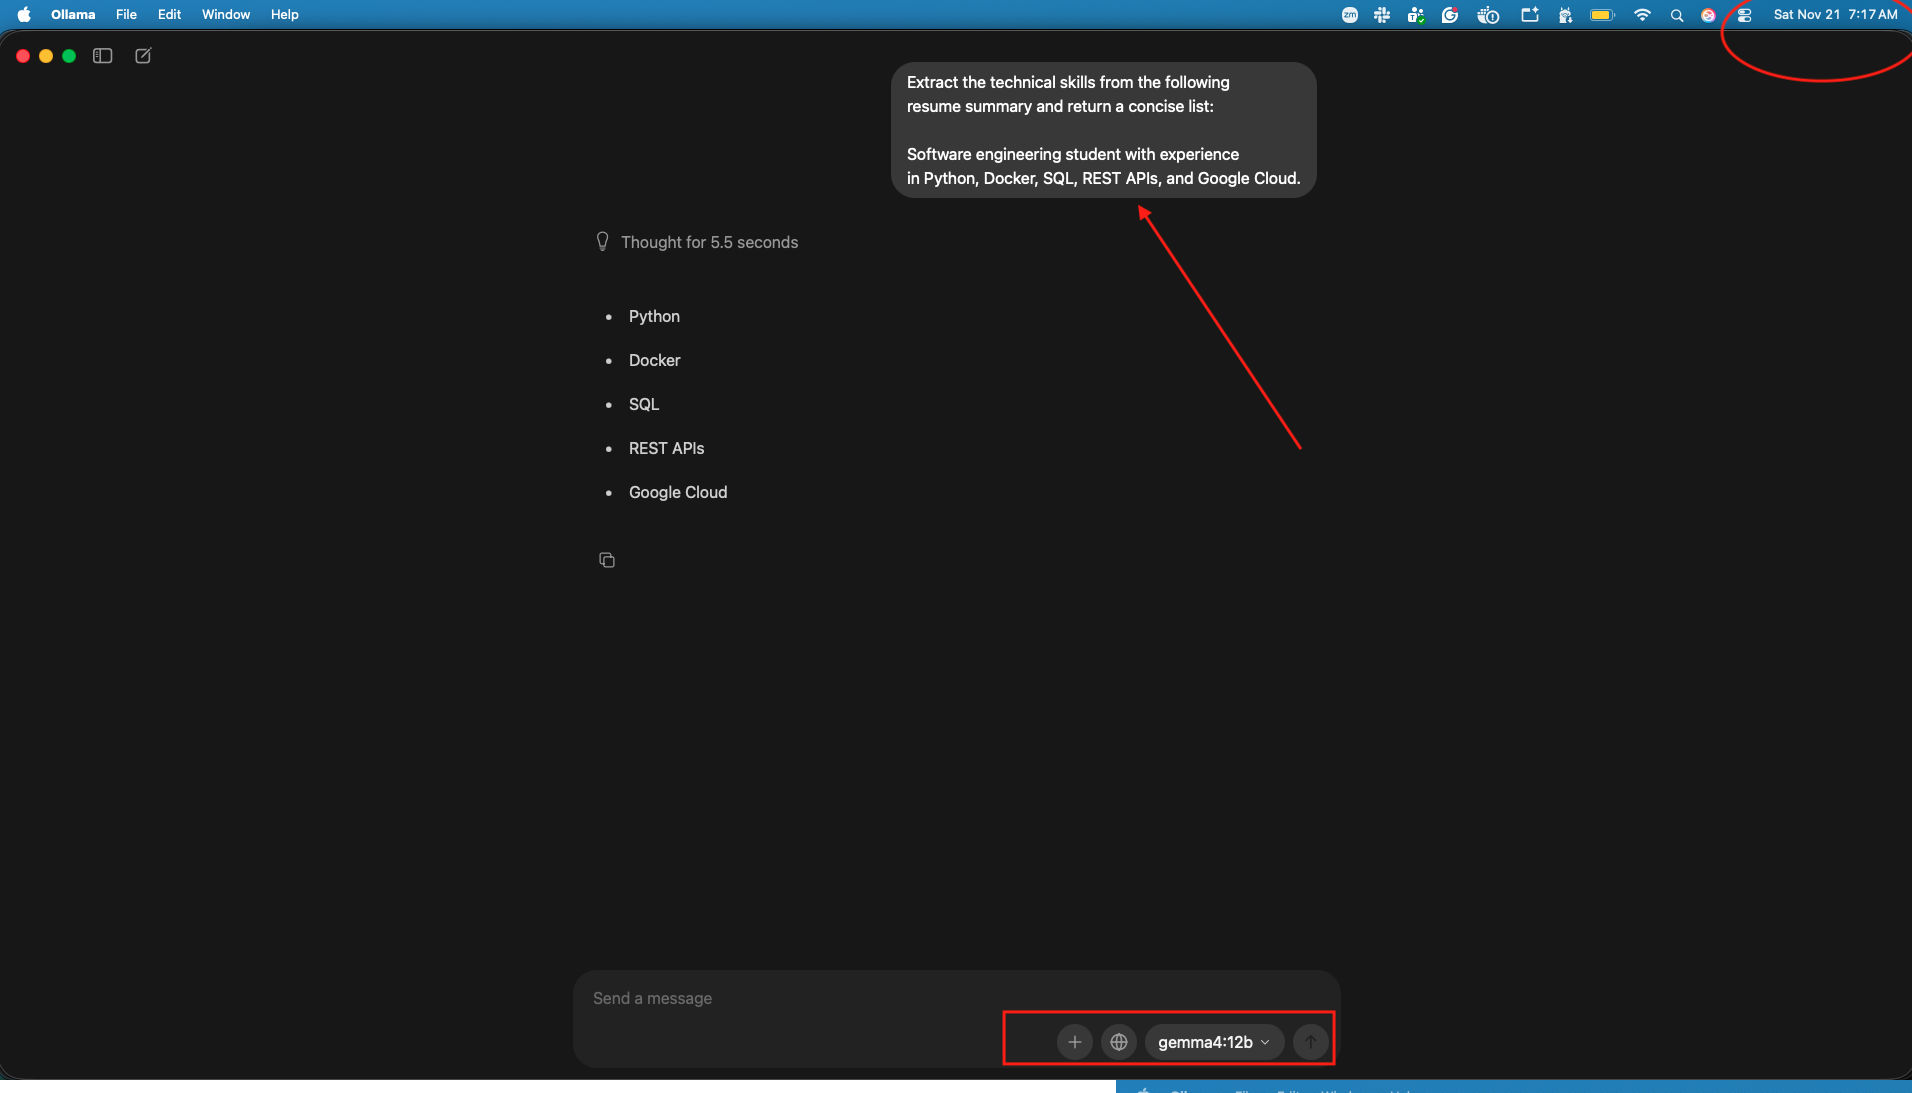 Ollama File Edit Window Help
zm
Sat Nov 21 7:17 AM
Extract the technical skills from the following
resume summary and return a concise list:
Software engineering student with experience
in Python, Docker, SQL, REST APIs, and Google Cloud.
Thought for 5.5 seconds
• Python
• Docker
• SQL
• REST APIs
• Google Cloud
Send a message
gemma4:12b